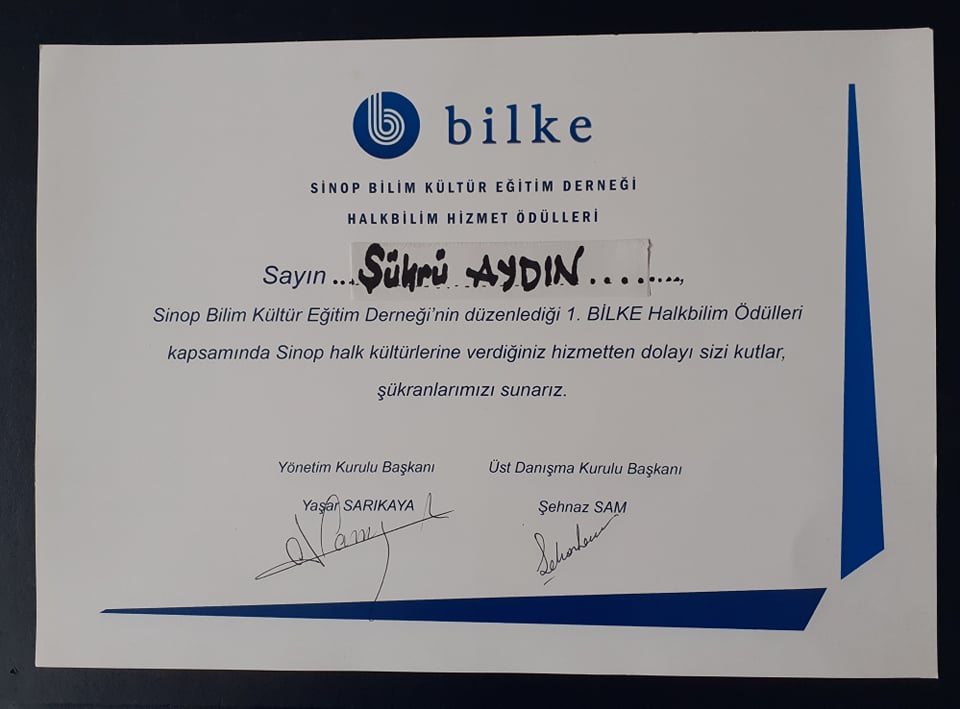 bilke
SİNOP BİLİM KÜLTÜR EĞİTİM DERNEĞİ
HALKBİLİM HİZMET ÖDÜLLERİ
Sayın ... Şükrü AYDIN ........,
Sinop Bilim Kültür Eğitim Derneği'nin düzenlediği 1. BİLKE Halkbilim Ödülleri
kapsamında Sinop halk kültürlerine verdiğiniz hizmetten dolayı sizi kutlar,
şükranlarımızı sunarız.
Yönetim Kurulu Başkanı
Yaşar SARIKAYA
Üst Danışma Kurulu Başkanı
Şehnaz SAM